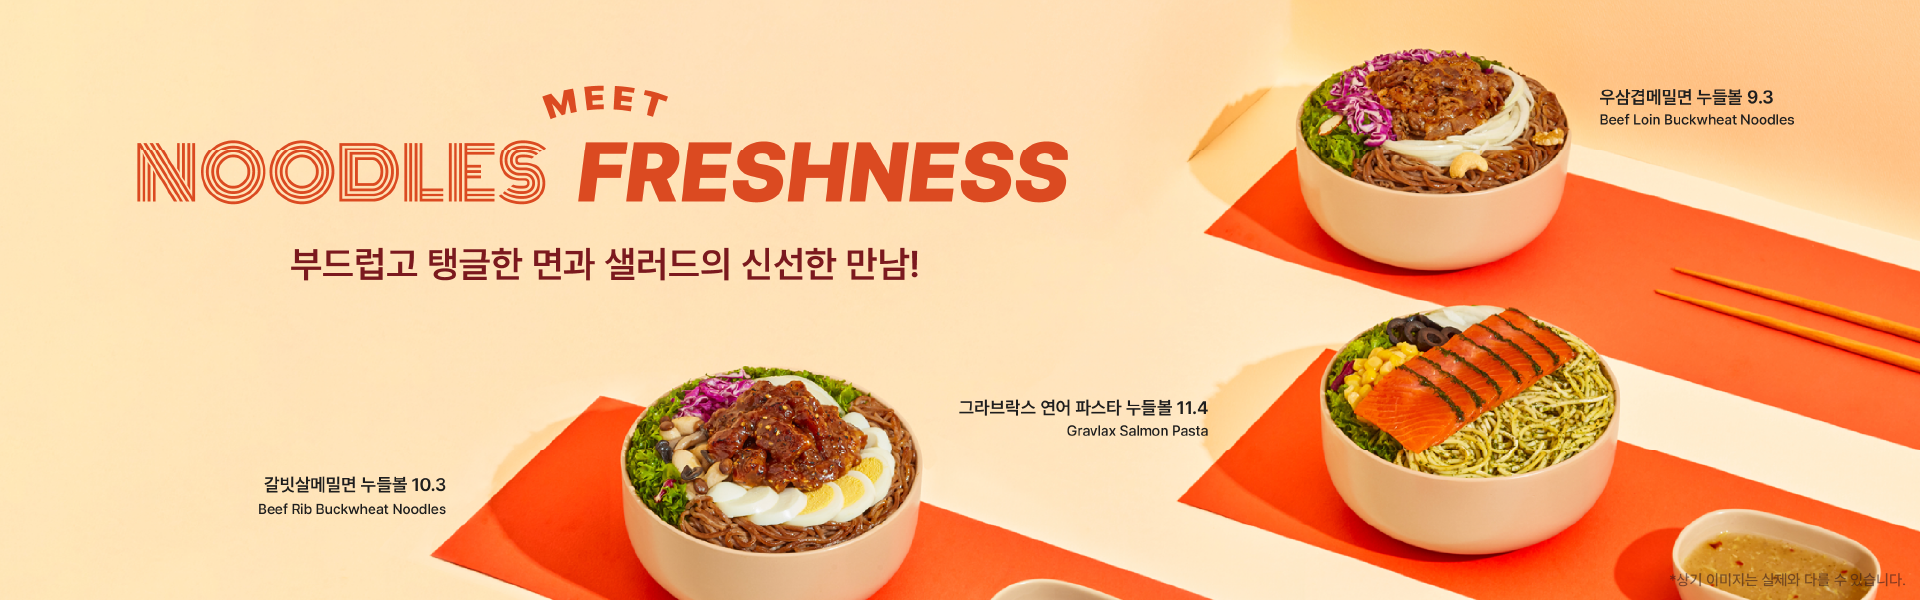 MEET
NOODLES FRESHNESS
부드럽고 탱글한 면과 샐러드의 신선한 만남!
우삼겹메밀면 누들볼 9.3
Beef Loin Buckwheat Noodles
그라브락스 연어 파스타 누들볼 11.4
Gravlax Salmon Pasta
갈빗살메밀면 누들볼 10.3
Beef Rib Buckwheat Noodles
*상기 이미지는 실제와 다를 수 있습니다.